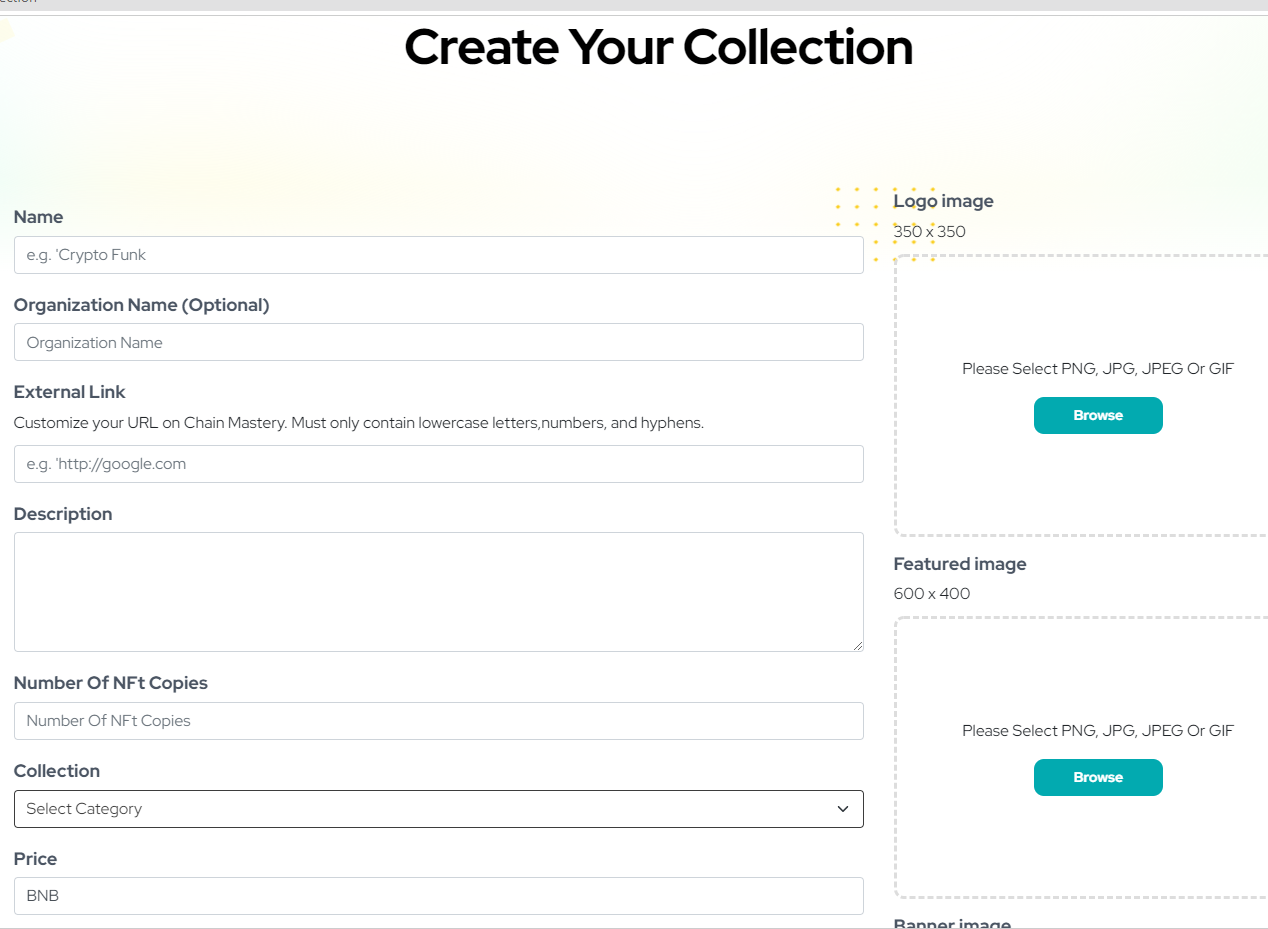 Create Your Collection
Name
e.g. 'Crypto Funk
Organization Name (Optional)
Organization Name
External Link
Customize your URL on Chain Mastery. Must only contain lowercase letters,numbers, and hyphens.
e.g. 'http://google.com
Description
Number Of NFt Copies
Number Of NFt Copies
Collection
Select Category
Price
BNB
Logo image
350 x 350
Please Select PNG, JPG, JPEG Or GIF
Browse
Featured image
600 x 400
Please Select PNG, JPG, JPEG Or GIF
Browse
Banner image